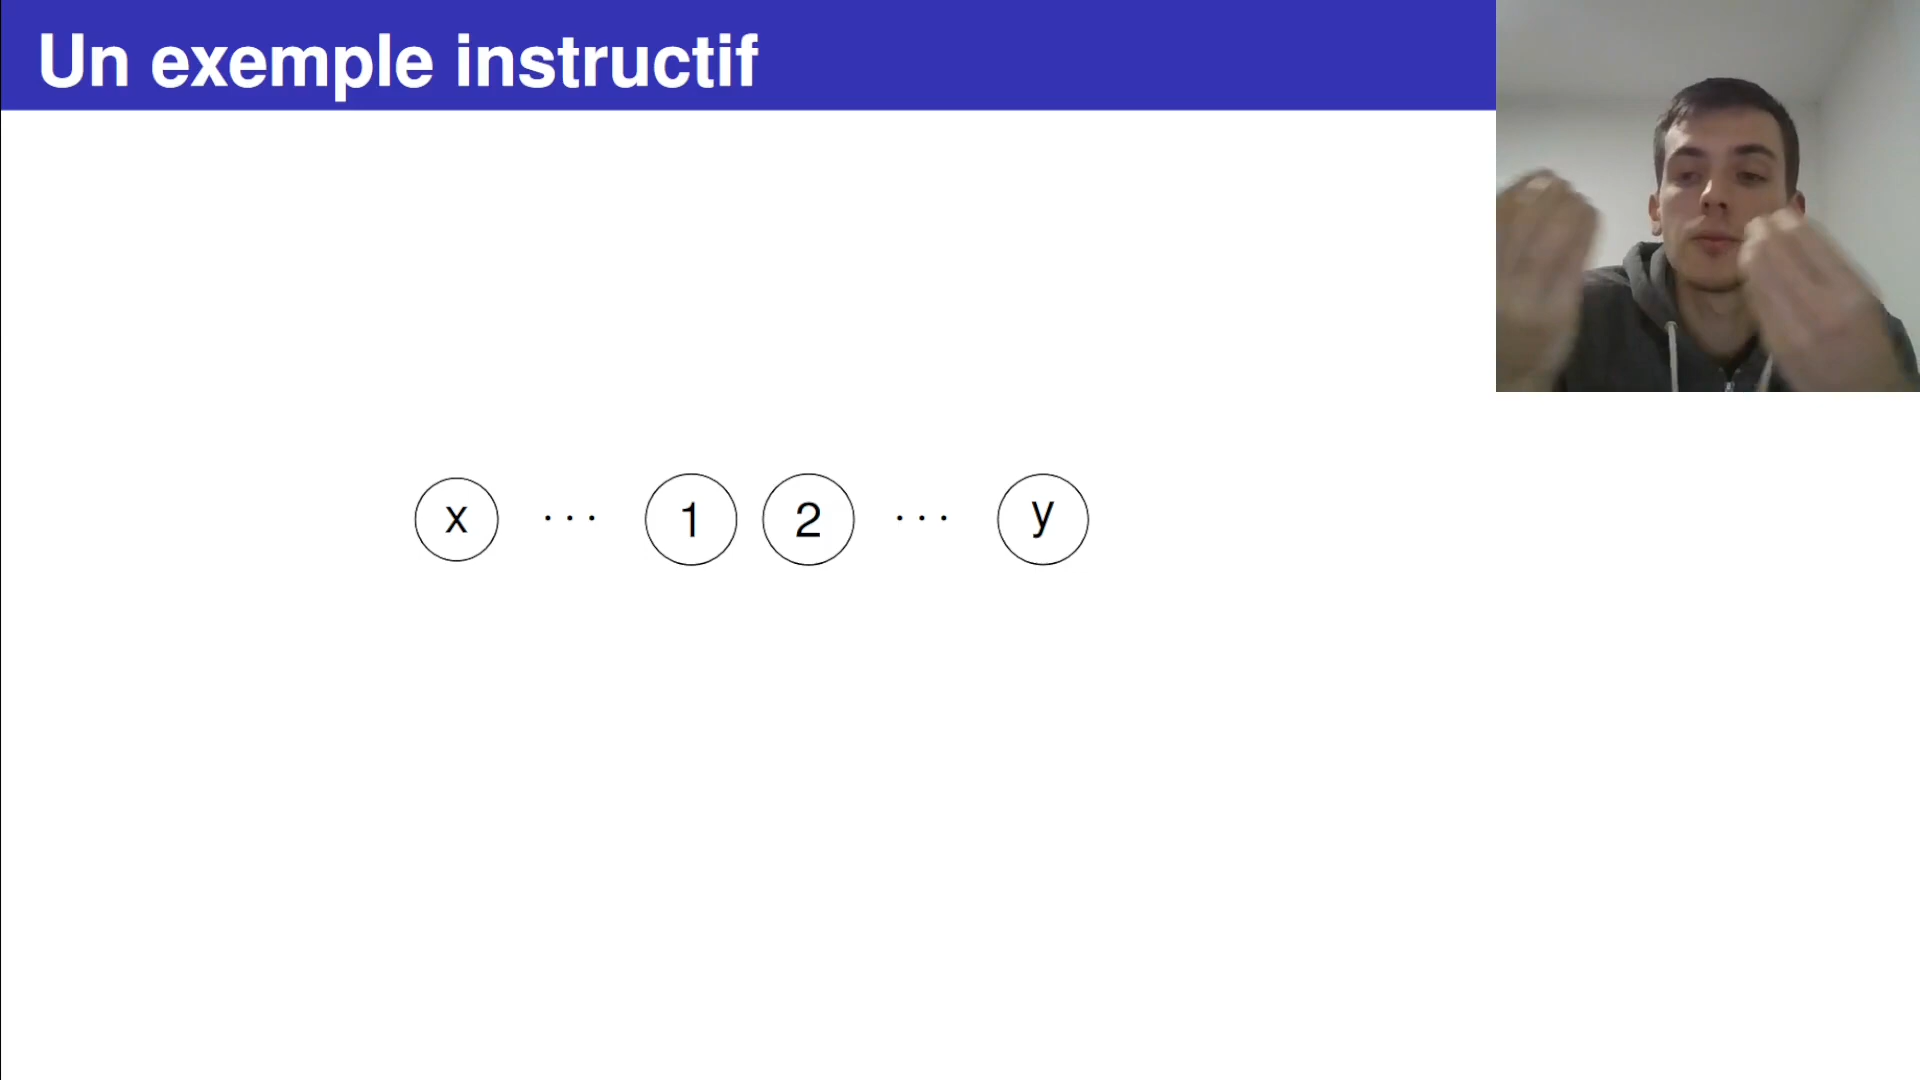 Un exemple instructif
x ··· 1 2 ··· y